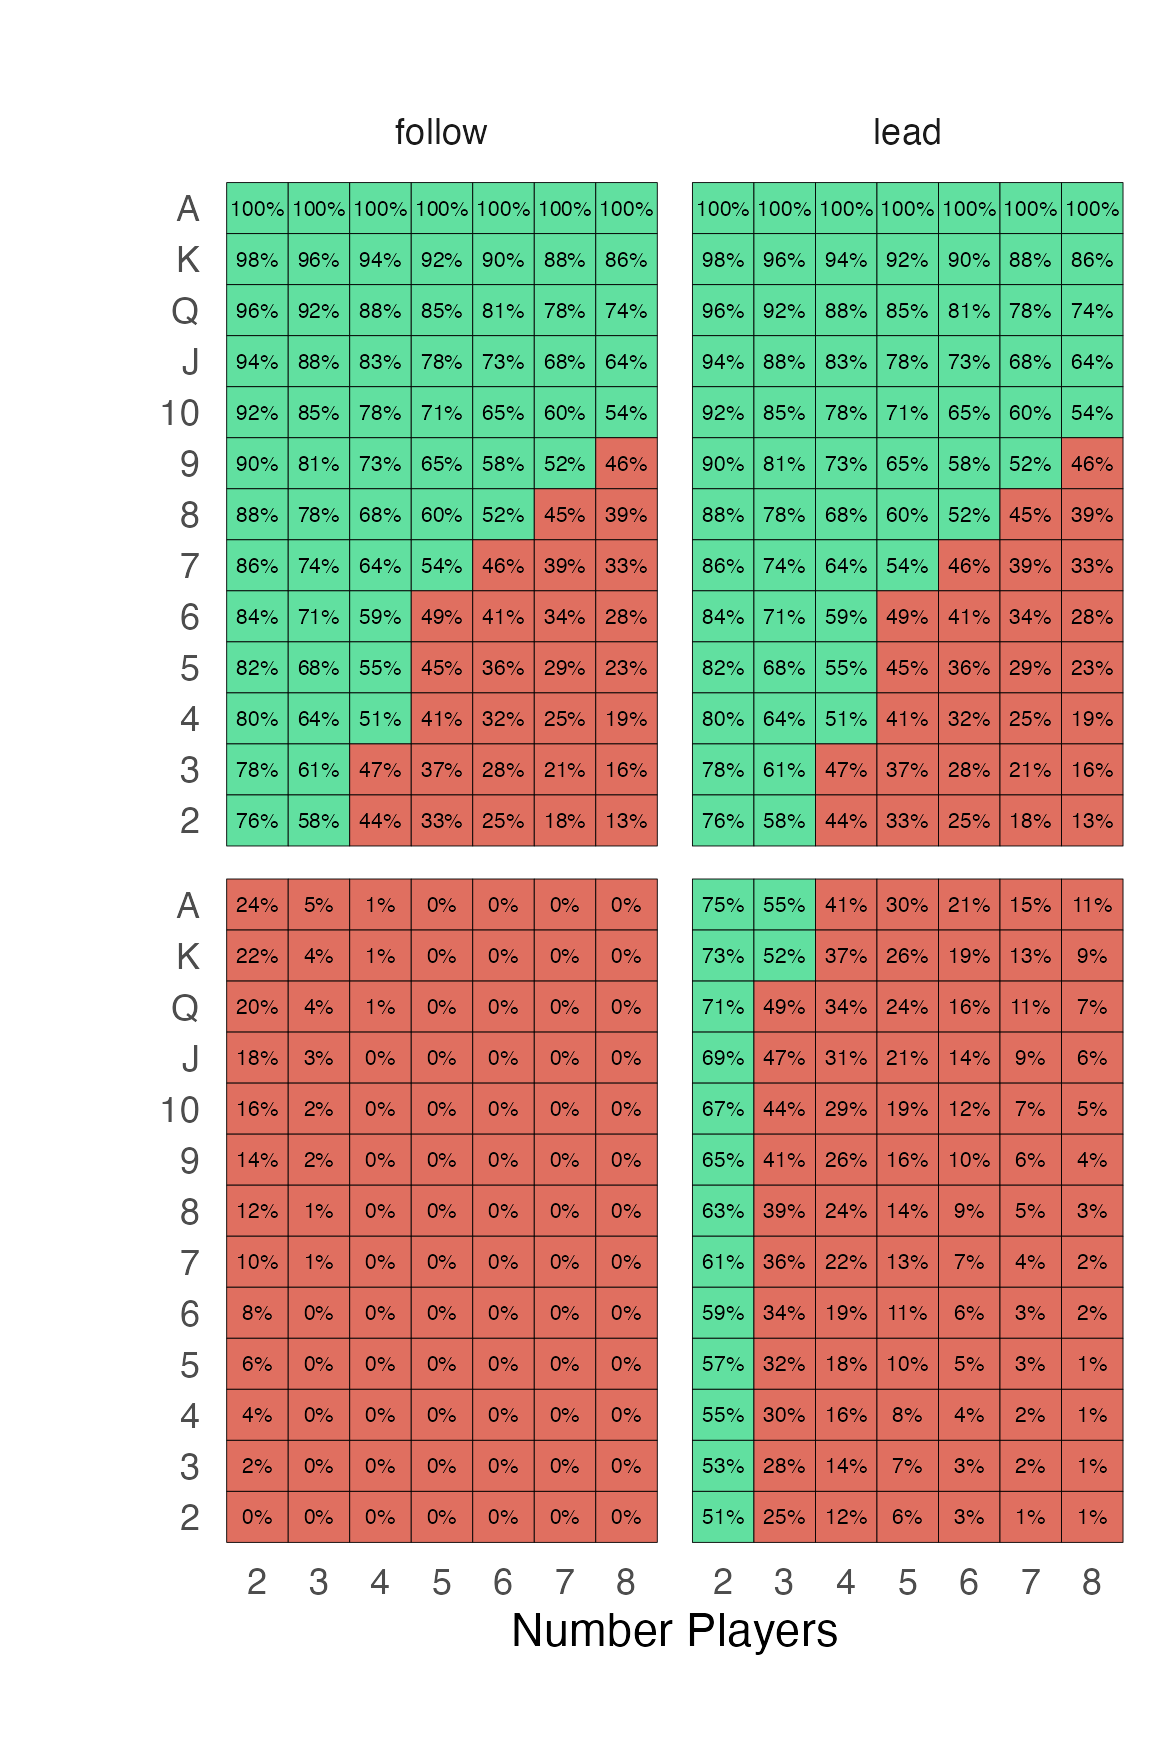 follow lead
A 100% 100% 100% 100% 100% 100% 100% 100% 100% 100% 100% 100% 100% 100%
K 98% 96% 94% 92% 90% 88% 86% 98% 96% 94% 92% 90% 88% 86%
Q 96% 92% 88% 85% 81% 78% 74% 96% 92% 88% 85% 81% 78% 74%
J 94% 88% 83% 78% 73% 68% 64% 94% 88% 83% 78% 73% 68% 64%
10 92% 85% 78% 71% 65% 60% 54% 92% 85% 78% 71% 65% 60% 54%
9 90% 81% 73% 65% 58% 52% 46% 90% 81% 73% 65% 58% 52% 46%
8 88% 78% 68% 60% 52% 45% 39% 88% 78% 68% 60% 52% 45% 39%
7 86% 74% 64% 54% 46% 39% 33% 86% 74% 64% 54% 46% 39% 33%
6 84% 71% 59% 49% 41% 34% 28% 84% 71% 59% 49% 41% 34% 28%
5 82% 68% 55% 45% 36% 29% 23% 82% 68% 55% 45% 36% 29% 23%
4 80% 64% 51% 41% 32% 25% 19% 80% 64% 51% 41% 32% 25% 19%
3 78% 61% 47% 37% 28% 21% 16% 78% 61% 47% 37% 28% 21% 16%
2 76% 58% 44% 33% 25% 18% 13% 76% 58% 44% 33% 25% 18% 13%
A 24% 5% 1% 0% 0% 0% 0% 75% 55% 41% 30% 21% 15% 11%
K 22% 4% 1% 0% 0% 0% 0% 73% 52% 37% 26% 19% 13% 9%
Q 20% 4% 1% 0% 0% 0% 0% 71% 49% 34% 24% 16% 11% 7%
J 18% 3% 0% 0% 0% 0% 0% 69% 47% 31% 21% 14% 9% 6%
10 16% 2% 0% 0% 0% 0% 0% 67% 44% 29% 19% 12% 7% 5%
9 14% 2% 0% 0% 0% 0% 0% 65% 41% 26% 16% 10% 6% 4%
8 12% 1% 0% 0% 0% 0% 0% 63% 39% 24% 14% 9% 5% 3%
7 10% 1% 0% 0% 0% 0% 0% 61% 36% 22% 13% 7% 4% 2%
6 8% 0% 0% 0% 0% 0% 0% 59% 34% 19% 11% 6% 3% 2%
5 6% 0% 0% 0% 0% 0% 0% 57% 32% 18% 10% 5% 3% 1%
4 4% 0% 0% 0% 0% 0% 0% 55% 30% 16% 8% 4% 2% 1%
3 2% 0% 0% 0% 0% 0% 0% 53% 28% 14% 7% 3% 2% 1%
2 0% 0% 0% 0% 0% 0% 0% 51% 25% 12% 6% 3% 1% 1%
2 3 4 5 6 7 8 2 3 4 5 6 7 8
Number Players